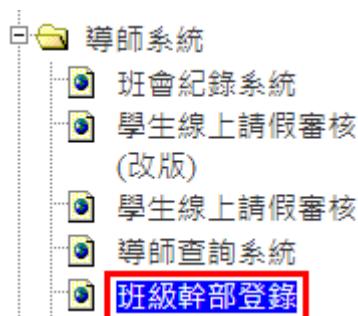 導師系統
班會紀錄系統
學生線上請假審核
(改版)
學生線上請假審核
導師查詢系統
班級幹部登錄